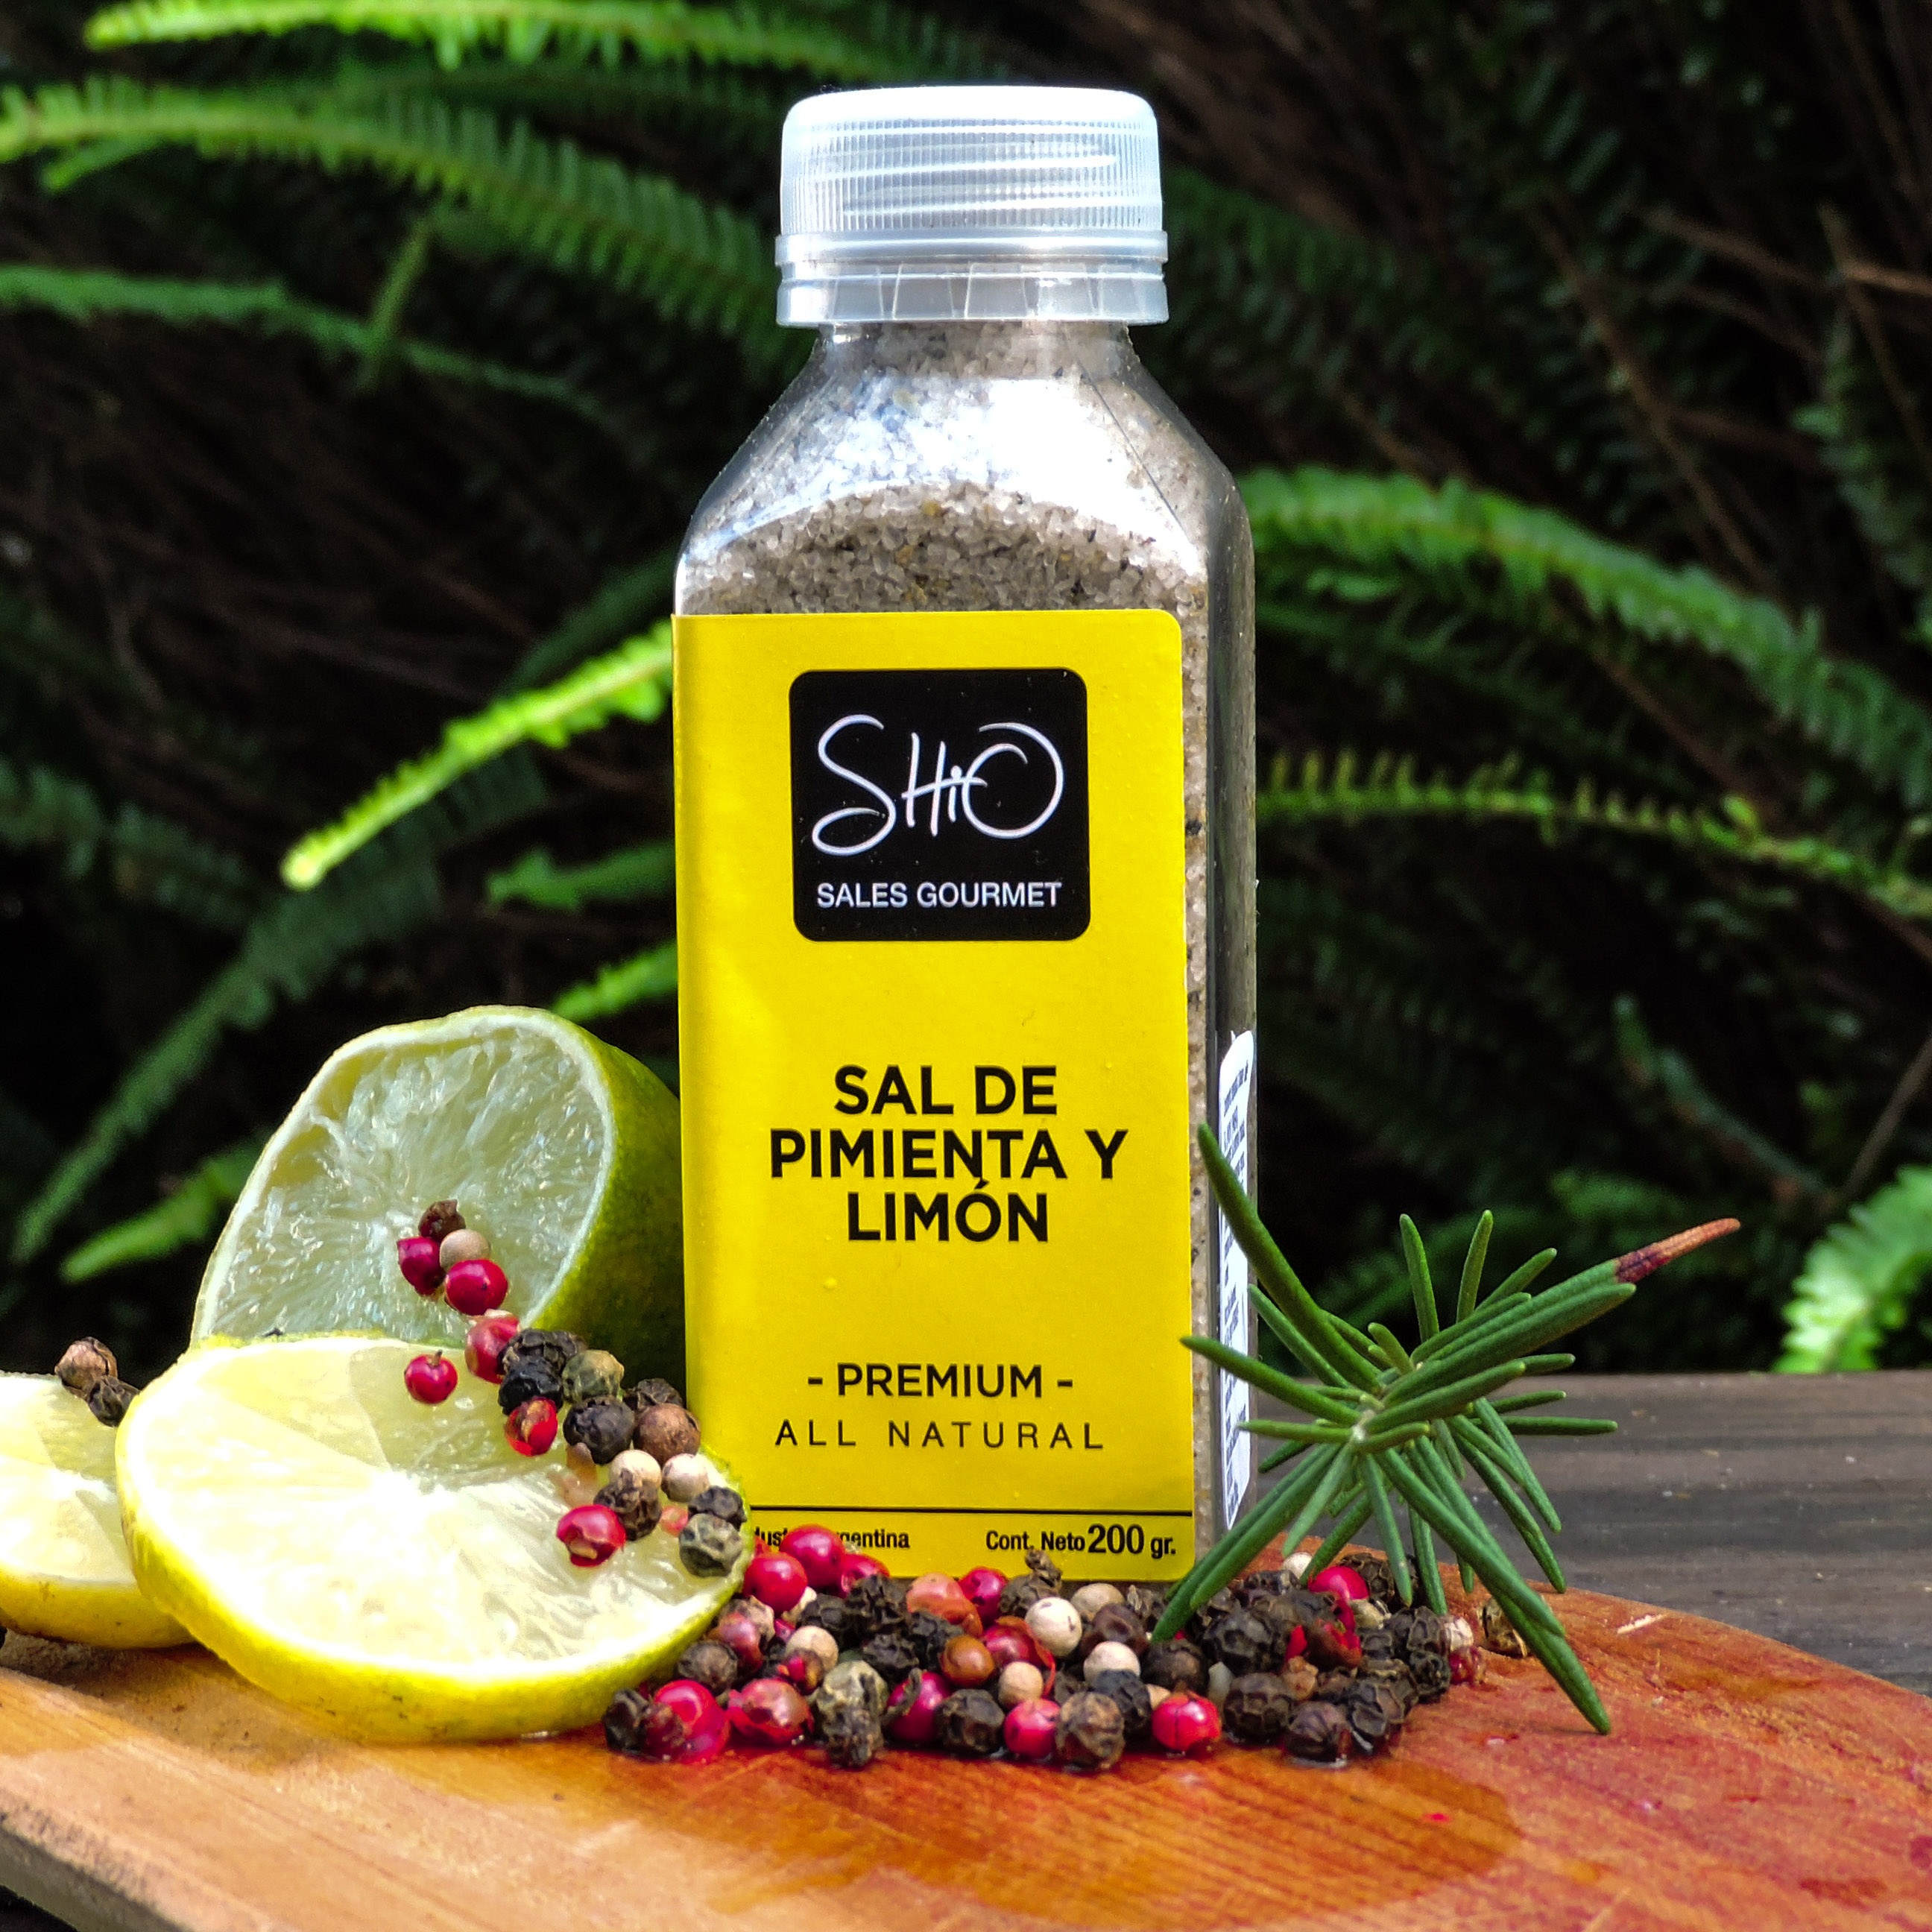 SHiO
SALES GOURMET
SAL DE
PIMIENTA Y
LIMÓN
- PREMIUM -
ALL NATURAL
Cont. Neto 200 gr.